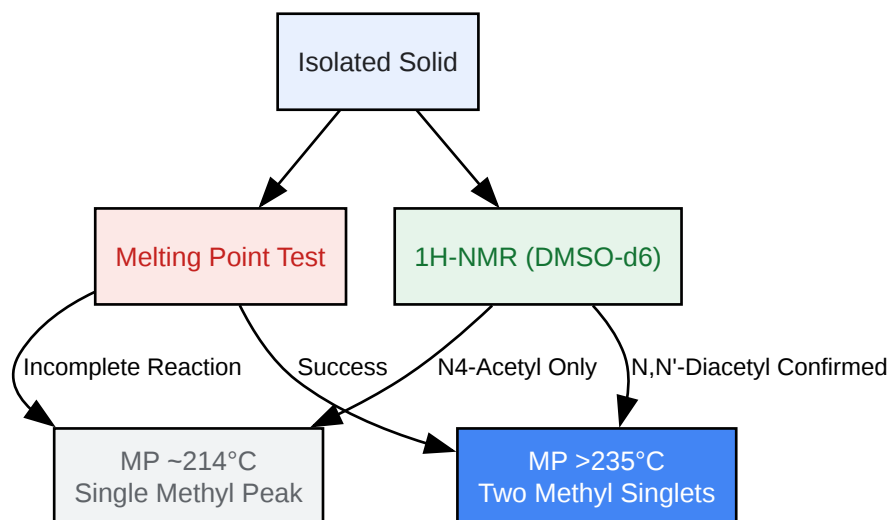 Isolated Solid
Melting Point Test
1H-NMR (DMSO-d6)
Incomplete Reaction
Success
N4-Acetyl Only
N,N'-Diacetyl Confirmed
MP ~214°C
Single Methyl Peak
MP >235°C
Two Methyl Singlets